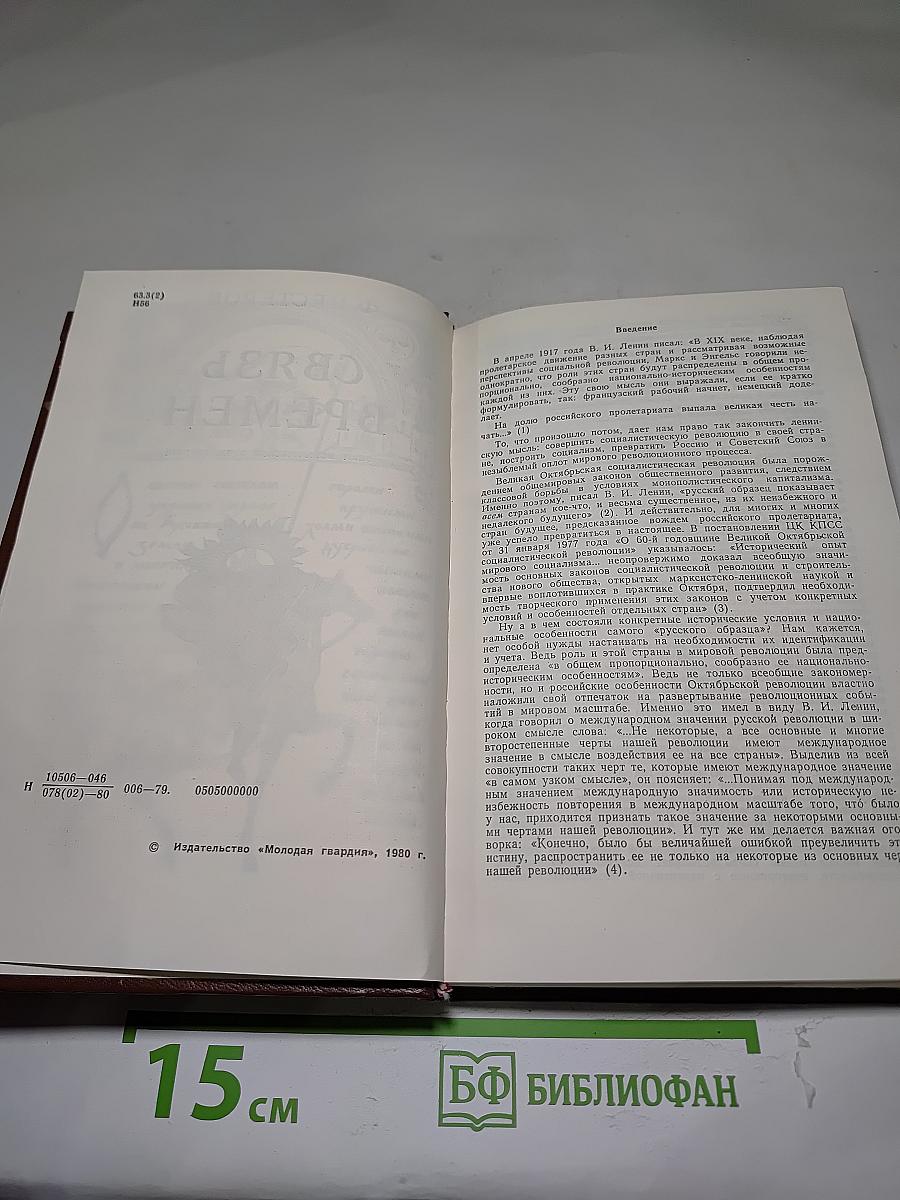 63.3(2)
Н56
СВЯЗЬ
ВРЕМЕН
Н 10506—046
078(02)—80 006—79. 0505000000
© Издательство «Молодая гвардия», 1980 г.
Введение
В апреле 1917 года В. И. Ленин писал: «В XIX веке, наблюдая
пролетарское движение разных стран и рассматривая возможные
перспективы социальной революции, Маркс и Энгельс говорили не-
однократно, что роли этих стран будут распределены в общем про-
порционально, сообразно национально-историческим особенностям
каждой из них. Эту свою мысль они выражали, если ее кратко
формулировать, так: французский рабочий начнет, немецкий доде-
лает.
На долю российского пролетариата выпала великая честь на-
чать...» (1)
То, что произошло потом, дает нам право так закончить ленин-
скую мысль: совершить социалистическую революцию в своей стра-
не, построить социализм, превратить Россию и Советский Союз в
незыблемый оплот мирового революционного процесса.
Великая Октябрьская социалистическая революция была порож-
дением общемировых законов общественного развития, следствием
классовой борьбы в условиях монополистического капитализма.
Именно поэтому, писал В. И. Ленин, «русский образец показывает
всем странам кое-что, и весьма существенное, из их неизбежного и
недалекого будущего» (2). И действительно, для многих и многих
стран будущее, предсказанное вождем российского пролетариата,
уже успело превратиться в настоящее. В постановлении ЦК КПСС
от 31 января 1977 года «О 60-й годовщине Великой Октябрьской
социалистической революции» указывалось: «Исторический опыт
мирового социализма... непровержимо доказал всеобщую значи-
мость основных законов социалистической революции и строитель-
ства нового общества, открытых марксистско-ленинской наукой и
впервые воплотившихся в практике Октября, подтвердил необходи-
мость творческого применения этих законов с учетом конкретных
условий и особенностей отдельных стран» (3).
Ну а в чем состояли конкретные исторические условия и нацио-
нальные особенности самого «русского образца»? Нам кажется,
нет особой нужды настаивать на необходимости их идентификации
и учета. Ведь роль и этой страны в мировой революции была пред-
определена «в общем пропорционально, сообразно ее национально-
историческим особенностям». Ведь не только всеобщие закономер-
ности, но и российские особенности Октябрьской революции властно
наложили свой отпечаток на развертывание революционных собы-
тий в мировом масштабе. Именно это имел в виду В. И. Ленин,
когда говорил о международном значении русской революции в ши-
роком смысле слова: «...Не некоторые, а все основные и многие
второстепенные черты нашей революции имеют международное
значение в смысле воздействия ее на все страны». Выделив из всей
совокупности таких черт те, которые имеют международное значение
«в самом узком смысле», он поясняет: «...Понимая под международ-
ным значением международную значимость или историческую не-
избежность повторения в международном масштабе того, что́ было
у нас, приходится признать такое значение за некоторыми основны-
ми чертами нашей революции». И тут же им делается важная ого
ворка: «Конечно, было бы величайшей ошибкой преувеличить эт
истину, распространить ее не только на некоторые из основных чер
нашей революции» (4).
15 см
БФ БИБЛИОФАН